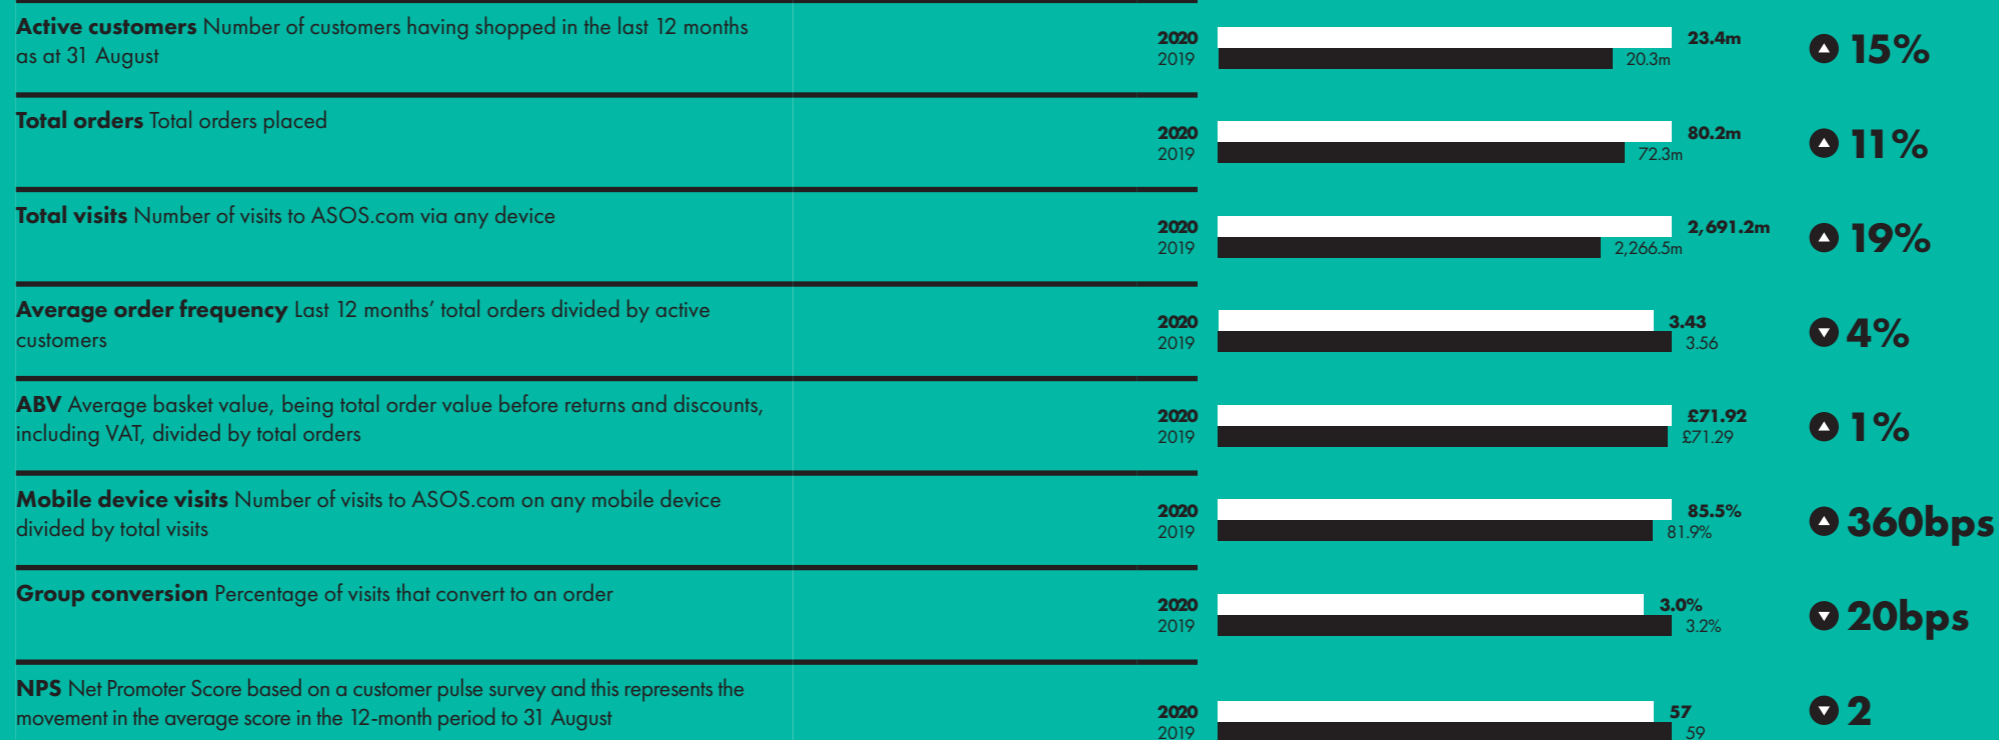 Active customers Number of customers having shopped in the last 12 months
as at 31 August
2020 23.4m
2019 20.3m
15%
Total orders Total orders placed
2020 80.2m
2019 72.3m
11%
Total visits Number of visits to ASOS.com via any device
2020 2,691.2m
2019 2,266.5m
19%
Average order frequency Last 12 months’ total orders divided by active
customers
2020 3.43
2019 3.56
4%
ABV Average basket value, being total order value before returns and discounts,
including VAT, divided by total orders
2020 £71.92
2019 £71.29
1%
Mobile device visits Number of visits to ASOS.com on any mobile device
divided by total visits
2020 85.5%
2019 81.9%
360bps
Group conversion Percentage of visits that convert to an order
2020 3.0%
2019 3.2%
20bps
NPS Net Promoter Score based on a customer pulse survey and this represents the
movement in the average score in the 12-month period to 31 August
2020 57
2019 59
2